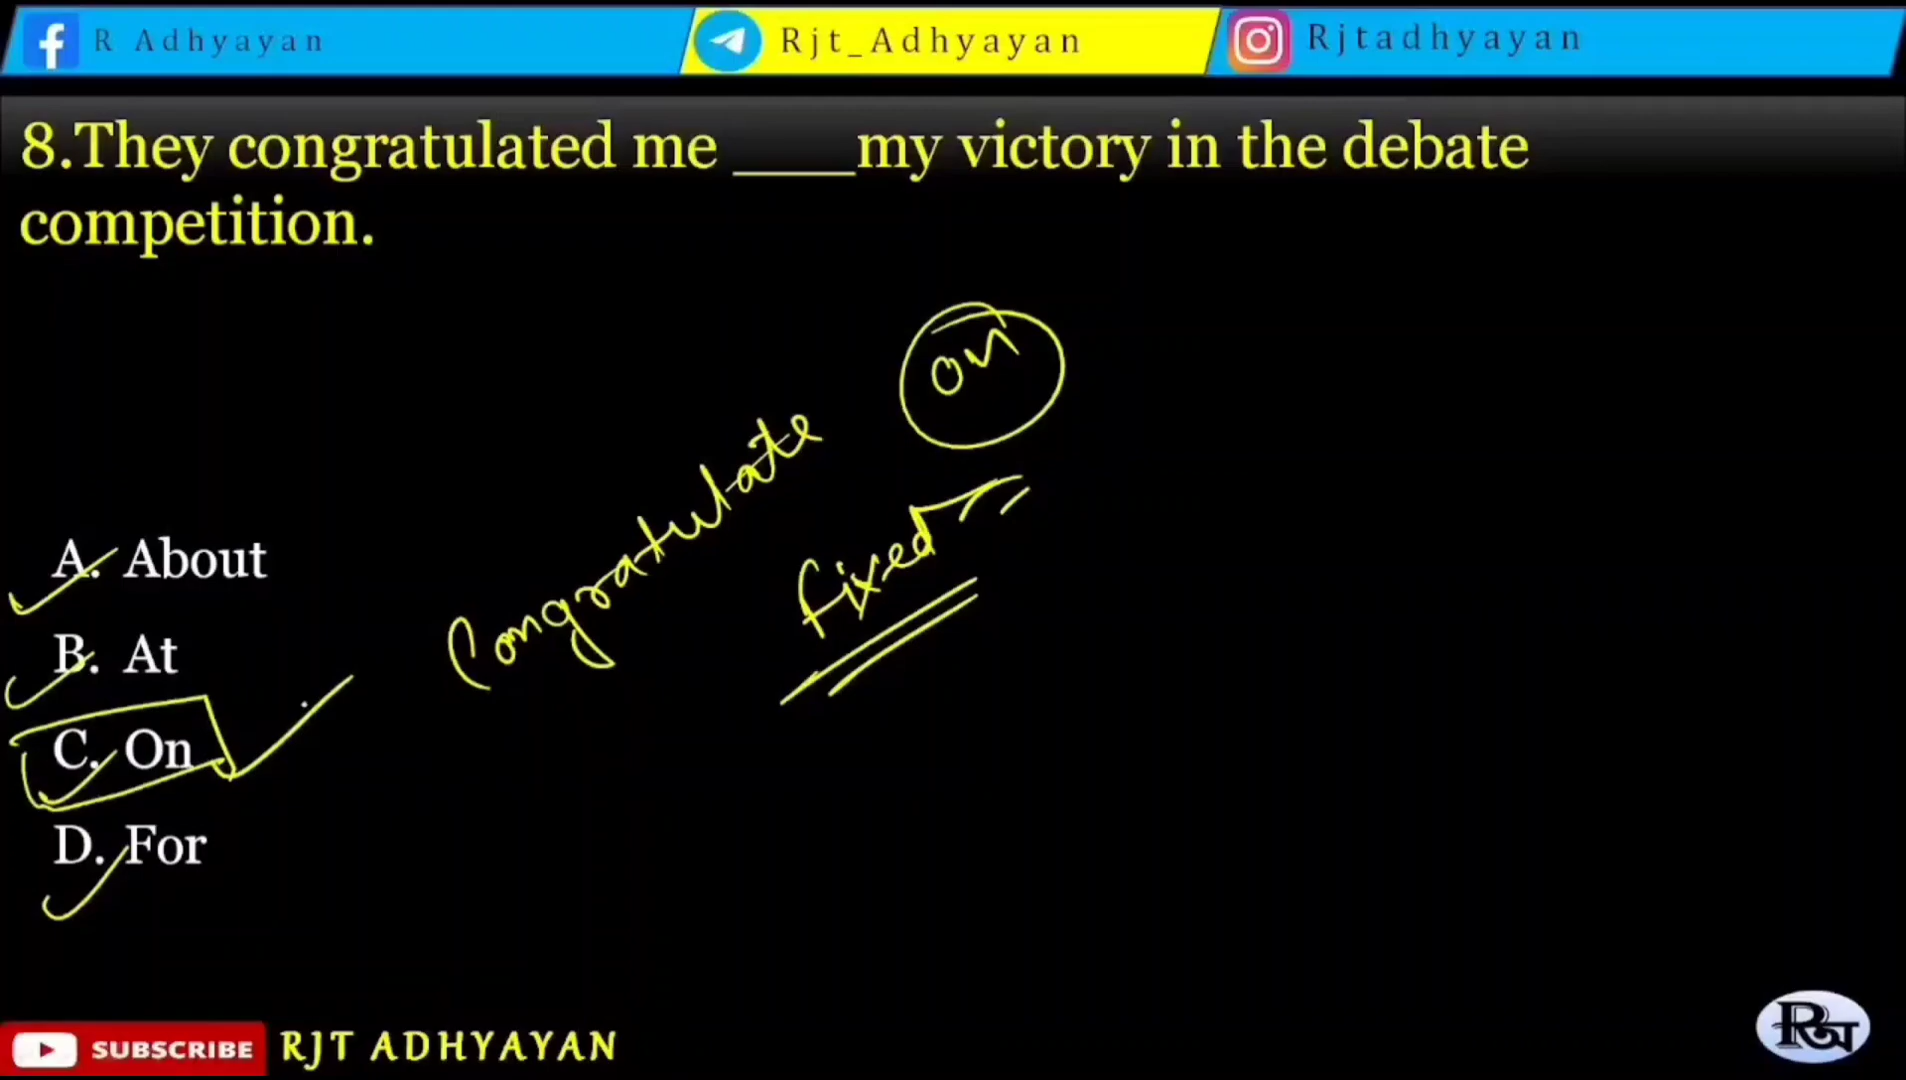 R Adhyayan
Rjt_Adhyayan
Rjtadhyayan
8.They congratulated me ____my victory in the debate
competition.
on
Congratulate
fixed
A. About
B. At
C. On
D. For
SUBSCRIBE
RJT ADHYAYAN